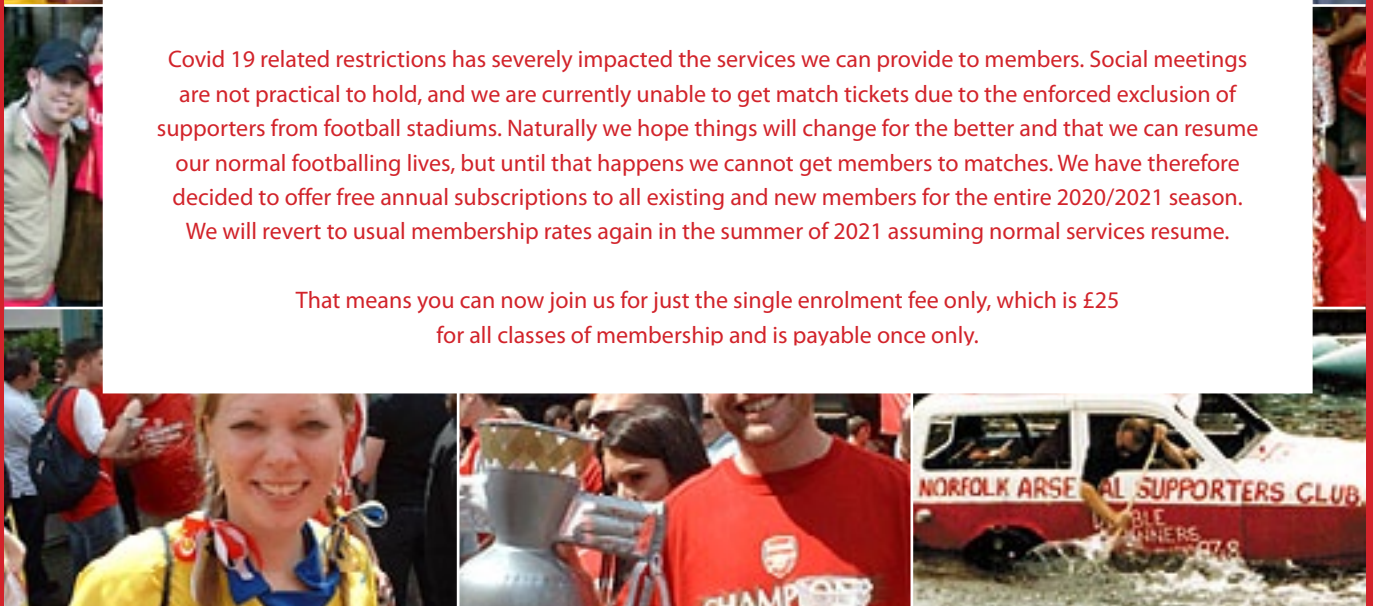 Covid 19 related restrictions has severely impacted the services we can provide to members. Social meetings
are not practical to hold, and we are currently unable to get match tickets due to the enforced exclusion of
supporters from football stadiums. Naturally we hope things will change for the better and that we can resume
our normal footballing lives, but until that happens we cannot get members to matches. We have therefore
decided to offer free annual subscriptions to all existing and new members for the entire 2020/2021 season.
We will revert to usual membership rates again in the summer of 2021 assuming normal services resume.
That means you can now join us for just the single enrolment fee only, which is £25
for all classes of membership and is payable once only.
NORFOLK ARSENAL SUPPORTERS CLUB